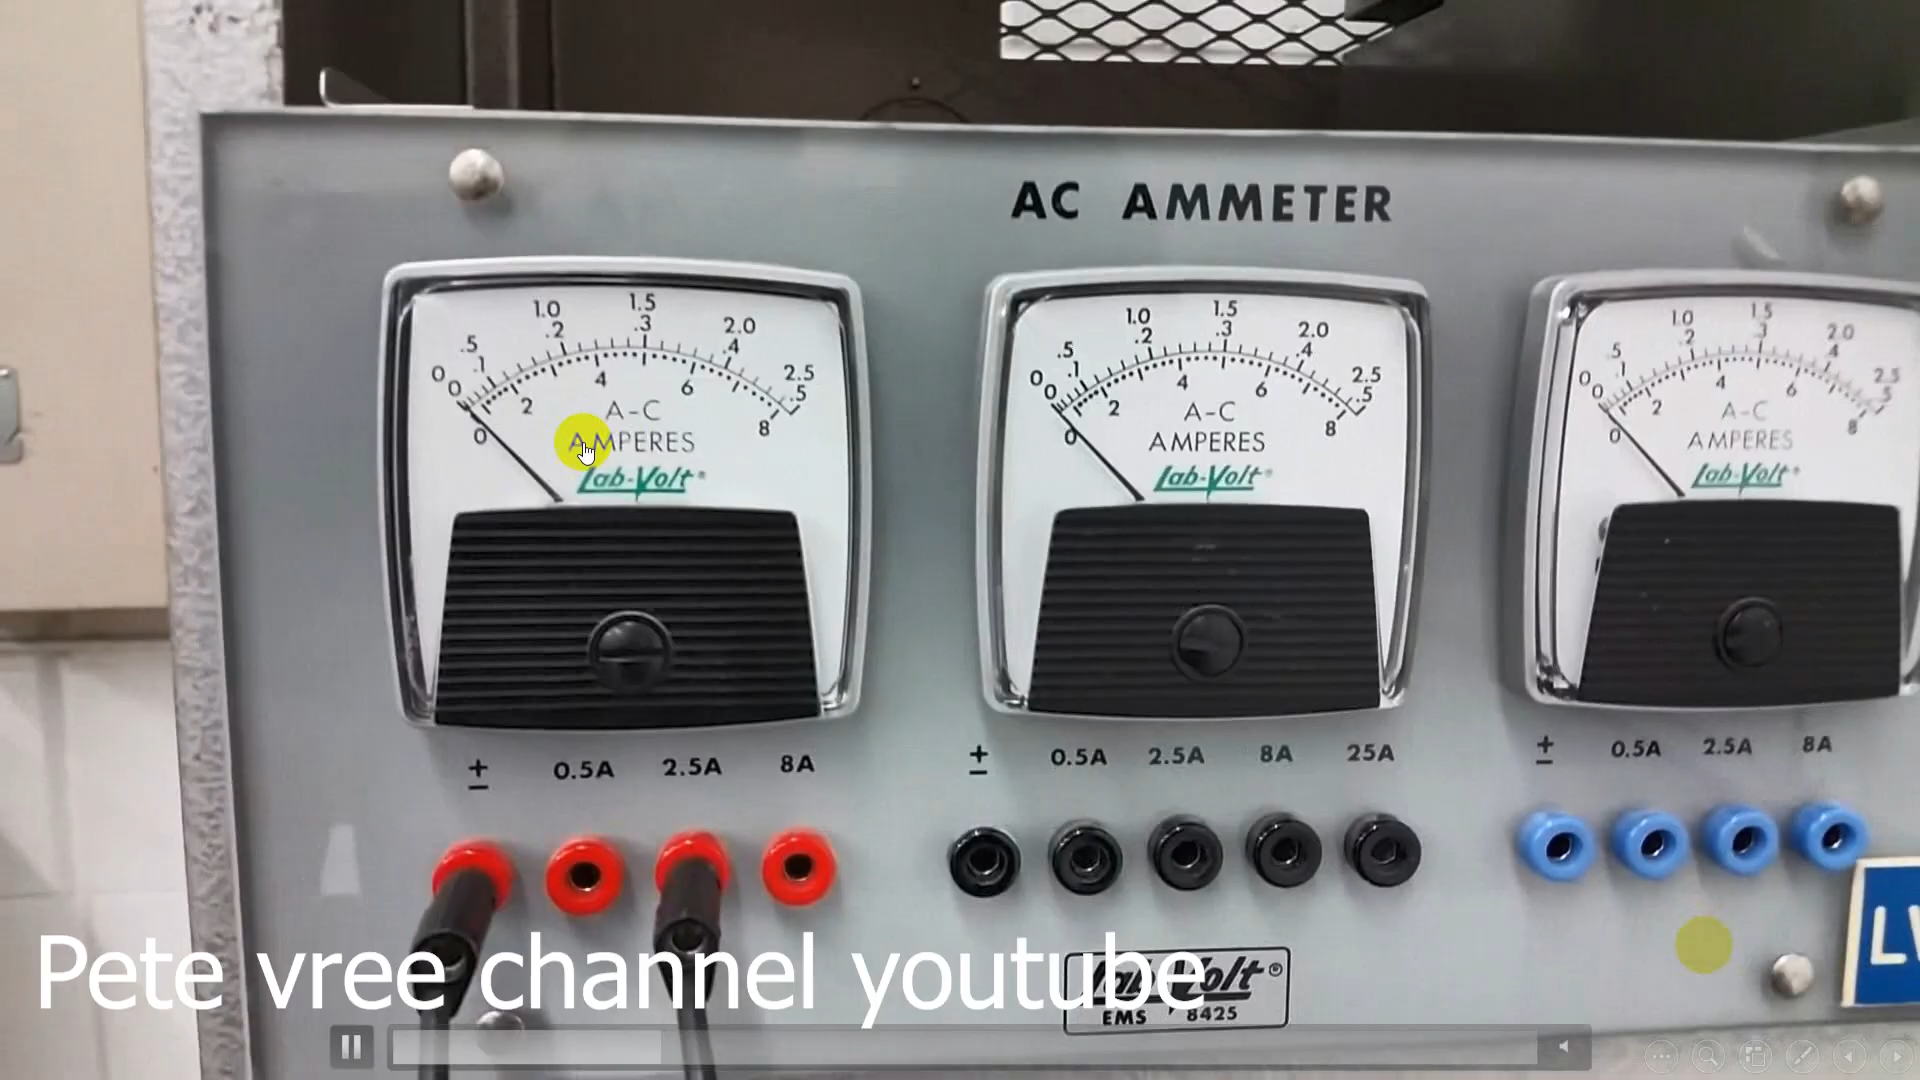 AC AMMETER
0 .5 1.0 1.5 2.0 2.5
0 .1 .2 .3 .4 .5
0 2 4 6 8
A-C
AMPERES
Lab-Volt®
0 .5 1.0 1.5 2.0 2.5
0 .1 .2 .3 .4 .5
0 2 4 6 8
A-C
AMPERES
Lab-Volt®
0 .5 1.0 1.5 2.0 2.5
0 .1 .2 .3 .4 .5
0 2 4 6 8
A-C
AMPERES
Lab-Volt®
± 0.5A 2.5A 8A
± 0.5A 2.5A 8A 25A
± 0.5A 2.5A 8A
Pete vree channel youtube
Lab-Volt®
EMS 8425